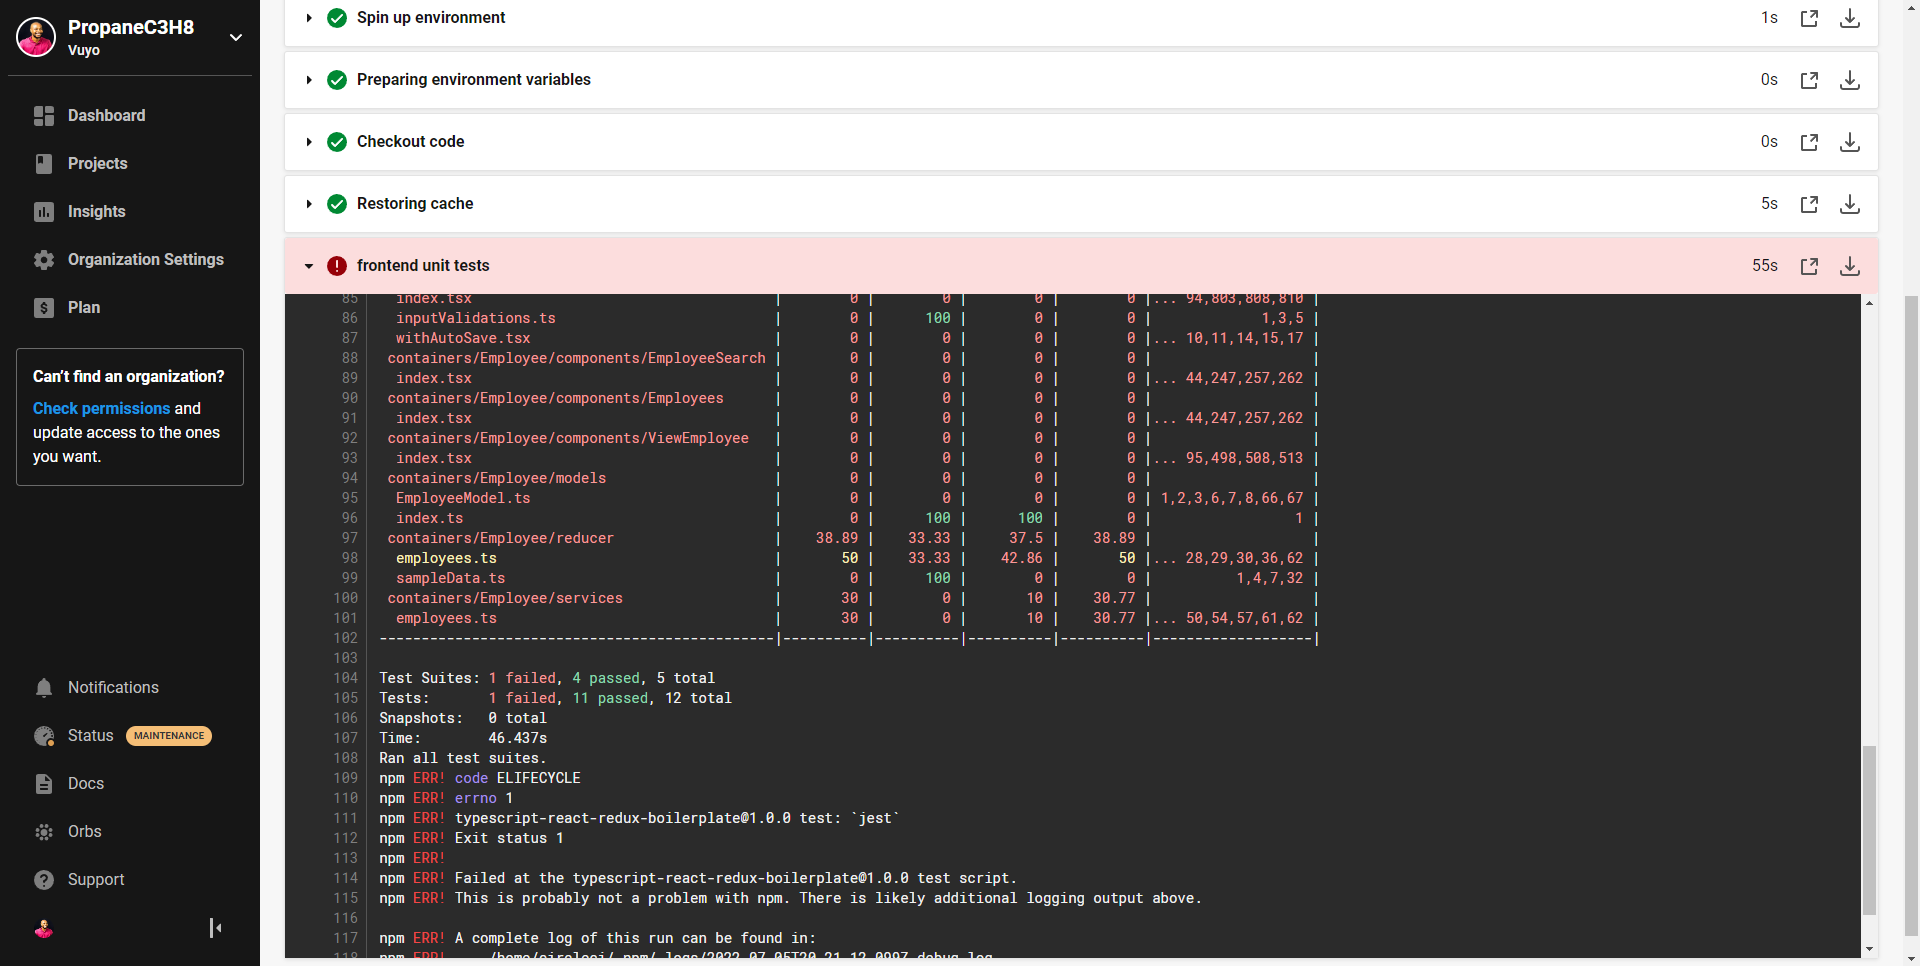 PropaneC3H8
Vuyo
Dashboard
Projects
Insights
Organization Settings
Plan
Can't find an organization?
Check permissions and
update access to the ones
you want.
Notifications
Status MAINTENANCE
Docs
Orbs
Support
Spin up environment 1s
Preparing environment variables 0s
Checkout code 0s
Restoring cache 5s
frontend unit tests 55s
85 index.tsx | 0 | 0 | 0 | 0 |... 94,803,808,810 |
86 inputValidations.ts | 0 | 100 | 0 | 0 | 1,3,5 |
87 withAutoSave.tsx | 0 | 0 | 0 | 0 |... 10,11,14,15,17 |
88 containers/Employee/components/EmployeeSearch | 0 | 0 | 0 | 0 | |
89 index.tsx | 0 | 0 | 0 | 0 |... 44,247,257,262 |
90 containers/Employee/components/Employees | 0 | 0 | 0 | 0 | |
91 index.tsx | 0 | 0 | 0 | 0 |... 44,247,257,262 |
92 containers/Employee/components/ViewEmployee | 0 | 0 | 0 | 0 | |
93 index.tsx | 0 | 0 | 0 | 0 |... 95,498,508,513 |
94 containers/Employee/models | 0 | 0 | 0 | 0 | |
95 EmployeeModel.ts | 0 | 0 | 0 | 0 | 1,2,3,6,7,8,66,67 |
96 index.ts | 0 | 100 | 100 | 0 | 1 |
97 containers/Employee/reducer | 38.89 | 33.33 | 37.5 | 38.89 | |
98 employees.ts | 50 | 33.33 | 42.86 | 50 |... 28,29,30,36,62 |
99 sampleData.ts | 0 | 100 | 0 | 0 | 1,4,7,32 |
100 containers/Employee/services | 30 | 0 | 10 | 30.77 | |
101 employees.ts | 30 | 0 | 10 | 30.77 |... 50,54,57,61,62 |
102 -----------------------------------------------|----------|----------|----------|----------|-------------------|
103
104 Test Suites: 1 failed, 4 passed, 5 total
105 Tests: 1 failed, 11 passed, 12 total
106 Snapshots: 0 total
107 Time: 46.437s
108 Ran all test suites.
109 npm ERR! code ELIFECYCLE
110 npm ERR! errno 1
111 npm ERR! typescript-react-redux-boilerplate@1.0.0 test: `jest`
112 npm ERR! Exit status 1
113 npm ERR!
114 npm ERR! Failed at the typescript-react-redux-boilerplate@1.0.0 test script.
115 npm ERR! This is probably not a problem with npm. There is likely additional logging output above.
116
117 npm ERR! A complete log of this run can be found in:
118 npm ERR! /home/circleci/.npm/_logs/2022-07-05T20_21_12_099Z-debug.log